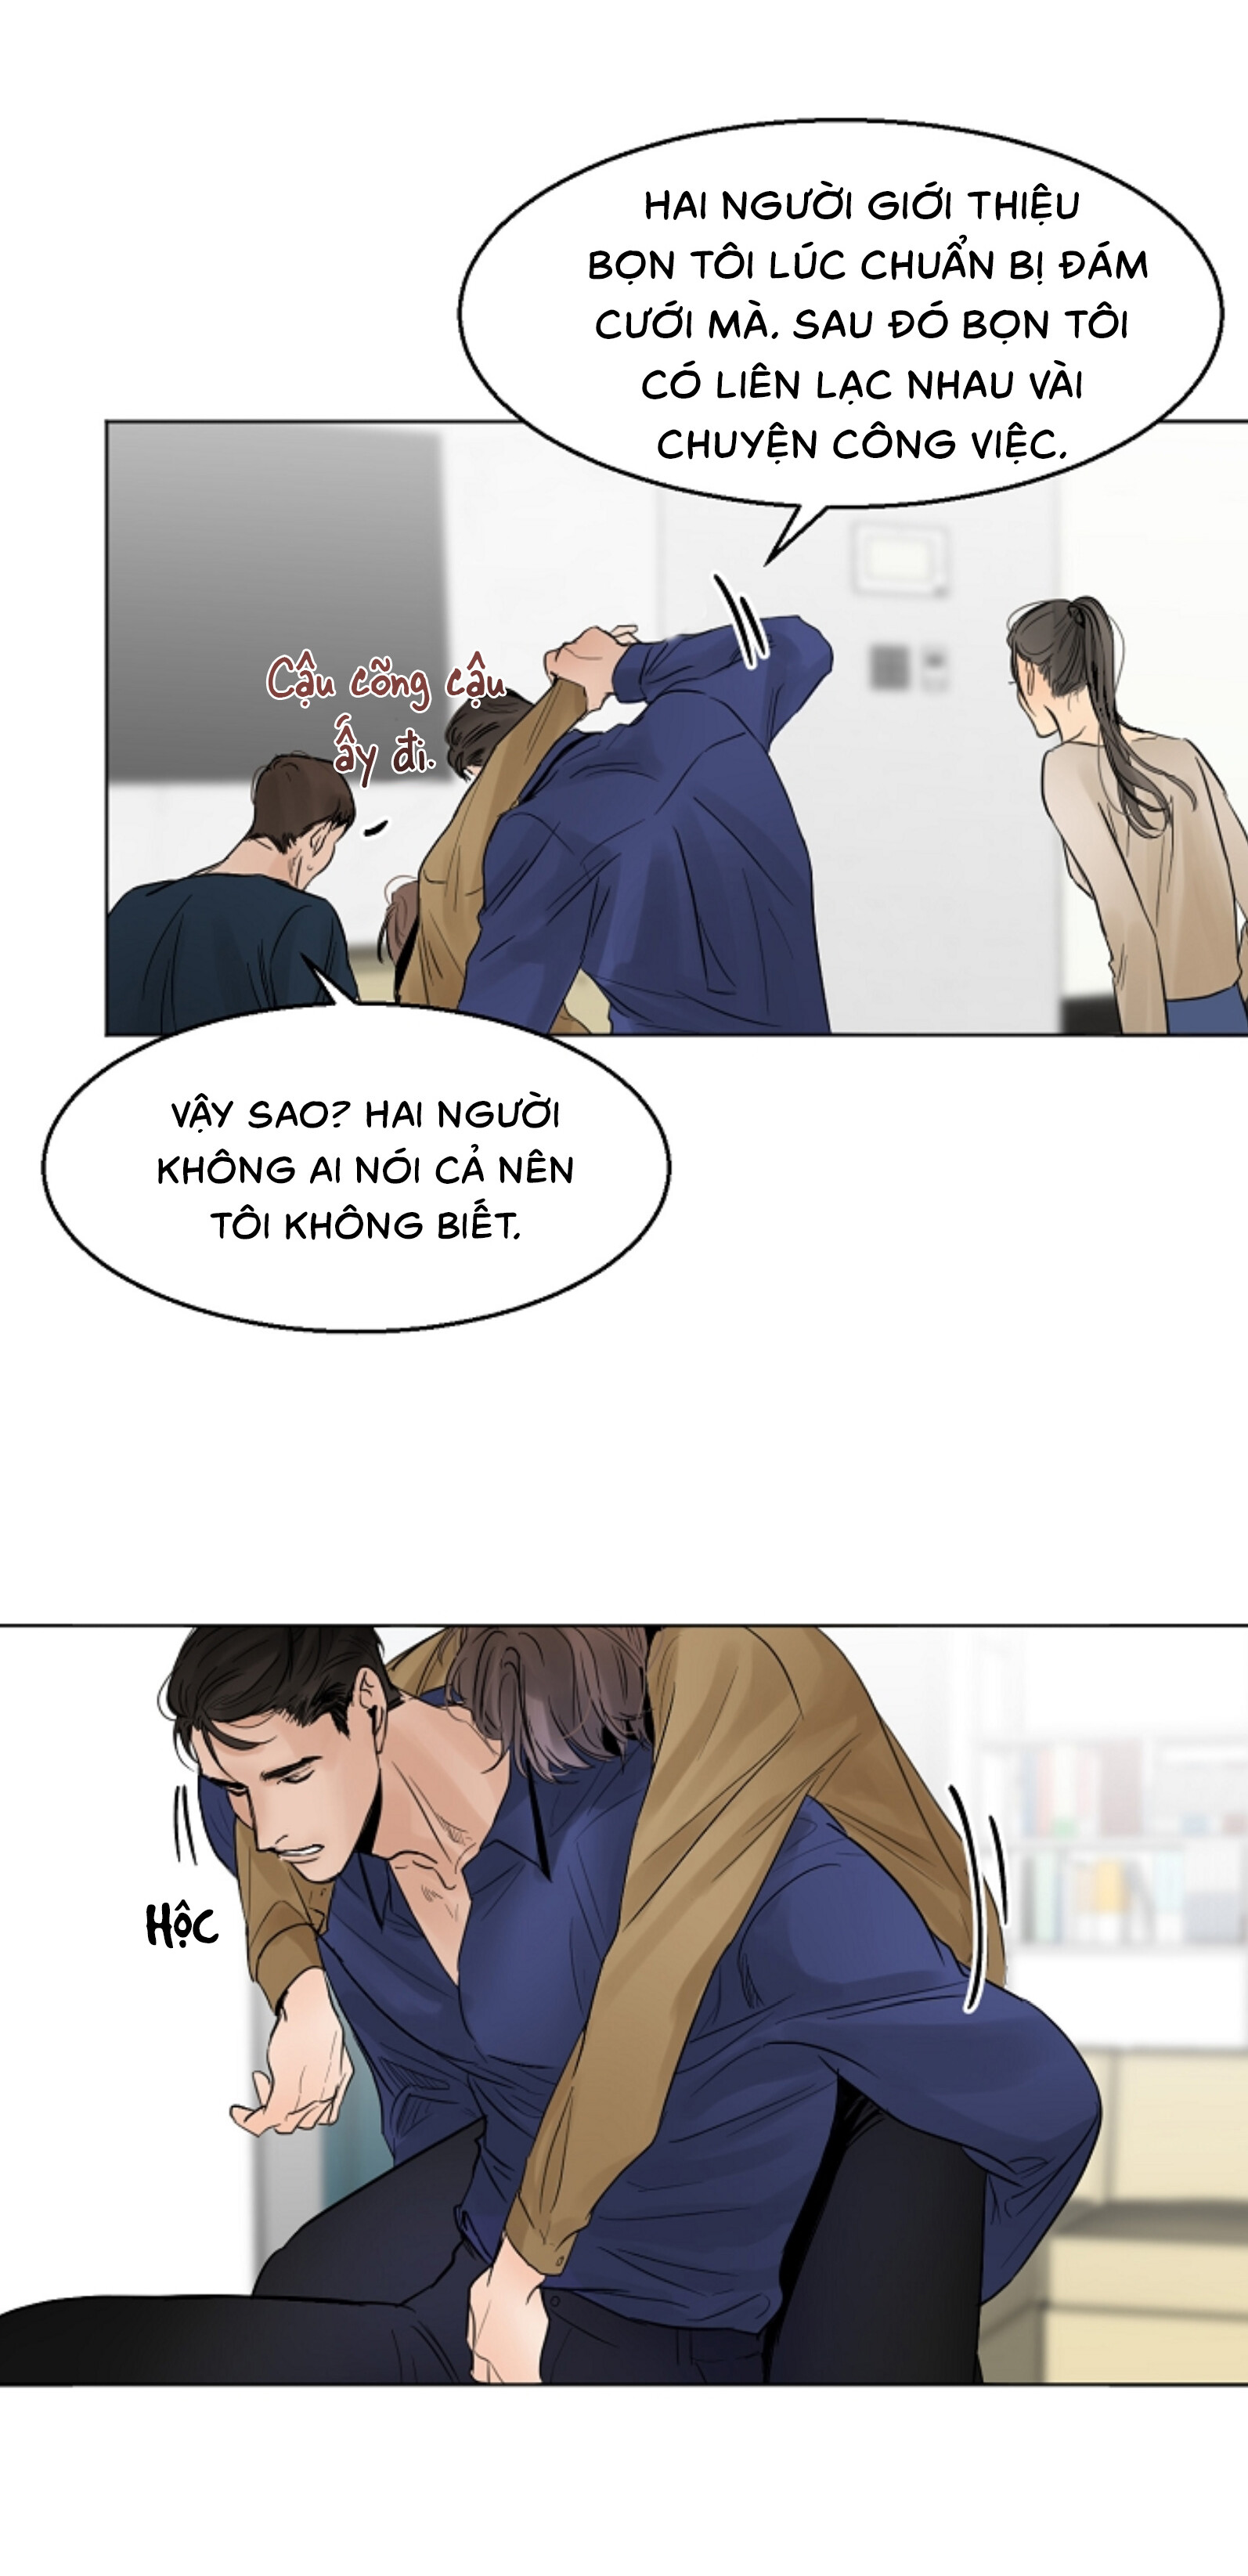 HAI NGƯỜI GIỚI THIỆU
BỌN TÔI LÚC CHUẨN BỊ ĐÁM
CƯỚI MÀ. SAU ĐÓ BỌN TÔI
CÓ LIÊN LẠC NHAU VÀI
CHUYỆN CÔNG VIỆC.
Cậu cõng cậu
ấy đi.
VẬY SAO? HAI NGƯỜI
KHÔNG AI NÓI CẢ NÊN
TÔI KHÔNG BIẾT.
HỘC